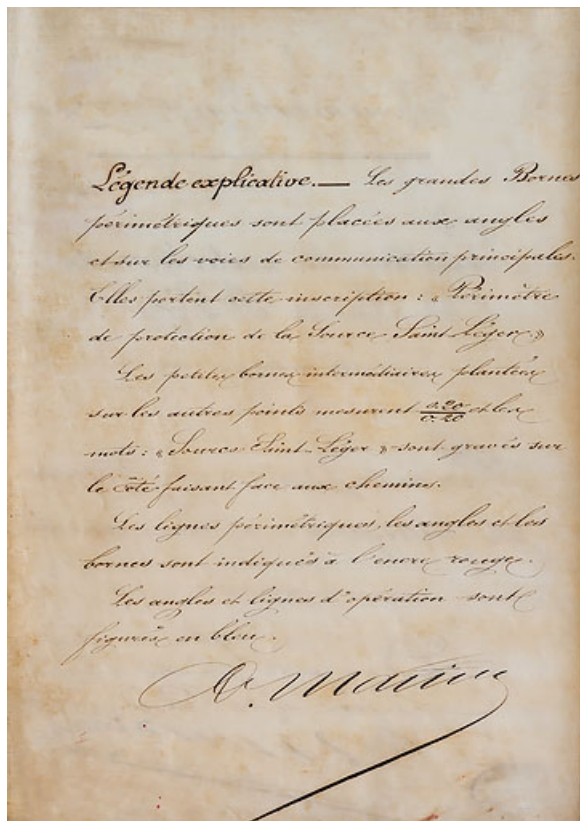 Légende explicative. — Les grandes Bornes
périmétriques sont placées aux angles
et sur les voies de communication principales.
Elles portent cette inscription : « Périmètre
de protection de la Source Saint-Léger. »
Les petites bornes intermédiaires plantées
sur les autres points mesurent 0.20/0.20 et les
mots : « Source Saint-Léger » sont gravés sur
le côté faisant face aux chemins.
Les lignes périmétriques, les angles et les
bornes sont indiqués à l'encre rouge.
Les angles et lignes d'opération sont
figurés en bleu.